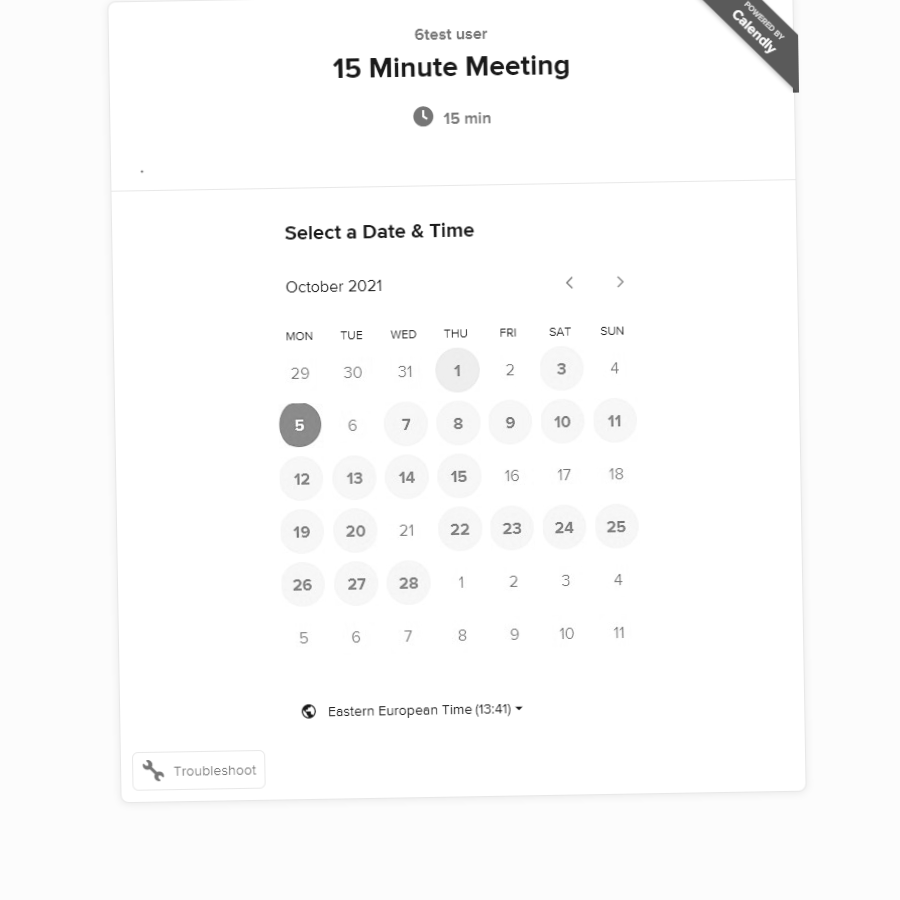 POWERED BY
Calendly
6test user
15 Minute Meeting
15 min
.
Select a Date & Time
October 2021
MON TUE WED THU FRI SAT SUN
29 30 31 1 2 3 4
5 6 7 8 9 10 11
12 13 14 15 16 17 18
19 20 21 22 23 24 25
26 27 28 1 2 3 4
5 6 7 8 9 10 11
Eastern European Time (13:41)
Troubleshoot